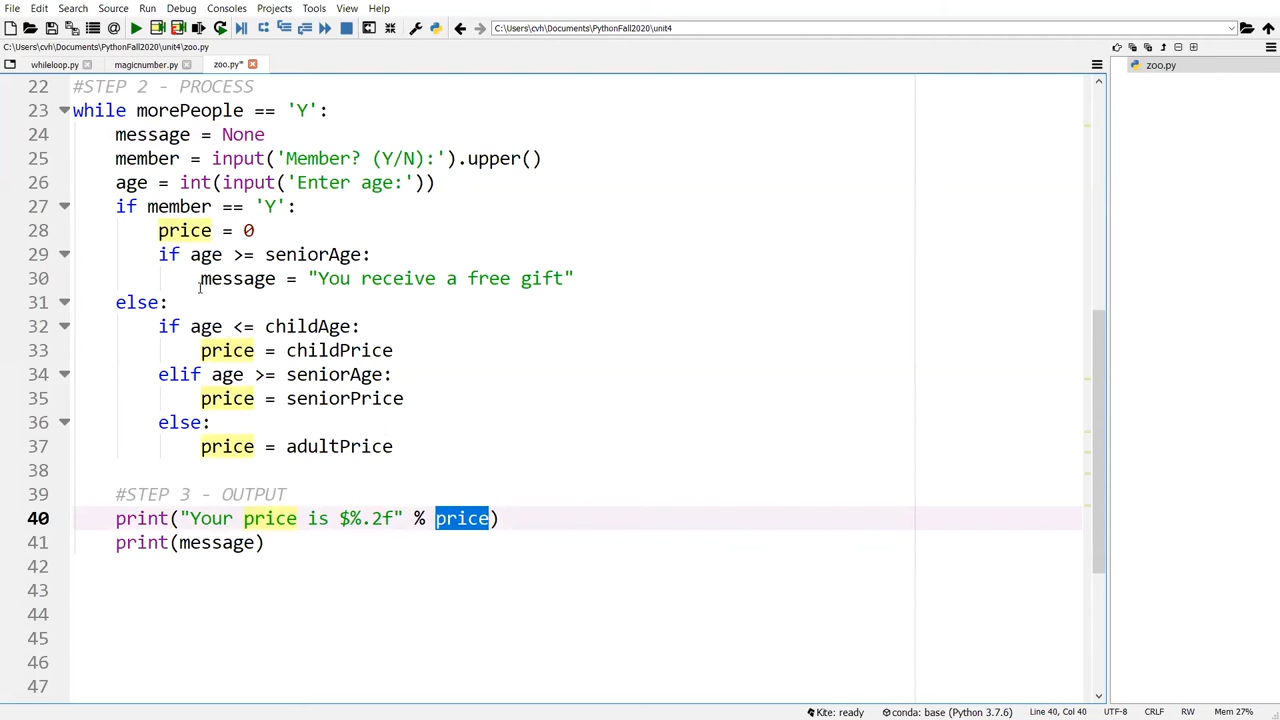 File Edit Search Source Run Debug Consoles Projects Tools View Help
C:\Users\cvh\Documents\PythonFall2020\unit4
C:\Users\cvh\Documents\PythonFall2020\unit4\zoo.py
whileloop.py magicnumber.py zoo.py* zoo.py
22 #STEP 2 - PROCESS
23 while morePeople == 'Y':
24 message = None
25 member = input('Member? (Y/N):').upper()
26 age = int(input('Enter age:'))
27 if member == 'Y':
28 price = 0
29 if age >= seniorAge:
30 message = "You receive a free gift"
31 else:
32 if age <= childAge:
33 price = childPrice
34 elif age >= seniorAge:
35 price = seniorPrice
36 else:
37 price = adultPrice
38
39 #STEP 3 - OUTPUT
40 print("Your price is $%.2f" % price)
41 print(message)
42
43
44
45
46
47
Kite: ready conda: base (Python 3.7.6) Line 40, Col 40 UTF-8 CRLF RW Mem 27%